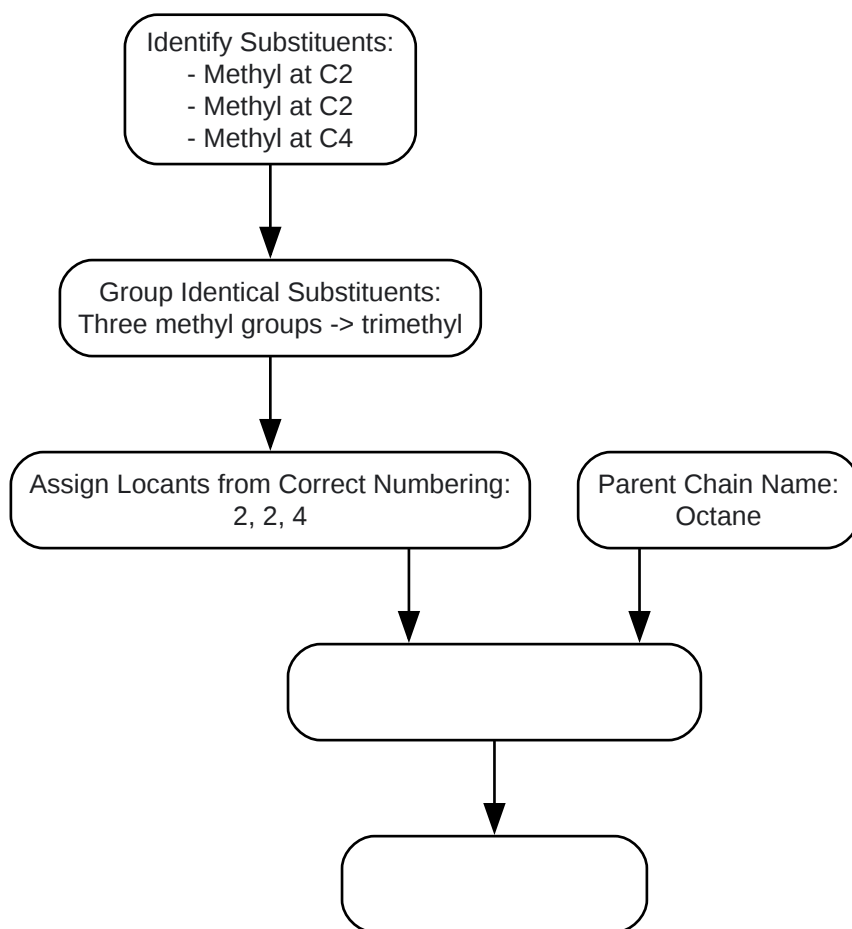 Identify Substituents:
- Methyl at C2
- Methyl at C2
- Methyl at C4
Group Identical Substituents:
Three methyl groups -> trimethyl
Assign Locants from Correct Numbering:
2, 2, 4
Parent Chain Name:
Octane